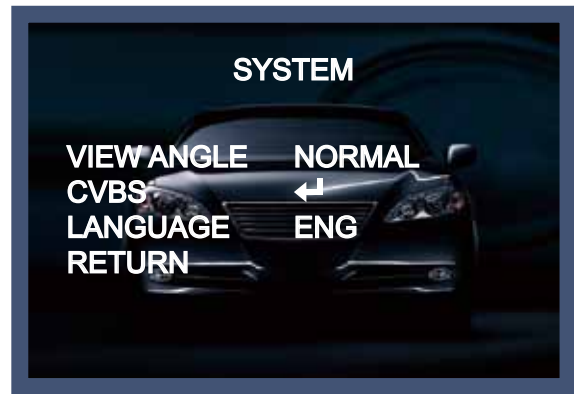 SYSTEM
VIEW ANGLE NORMAL
CVBS ↵
LANGUAGE ENG
RETURN